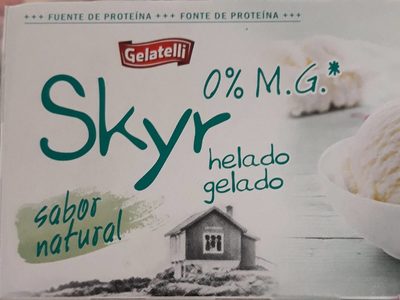 +++ FUENTE DE PROTEÍNA +++ FONTE DE PROTEÍNA +++
Gelatelli
0% M.G.*
Skyr
helado
gelado
sabor
natural